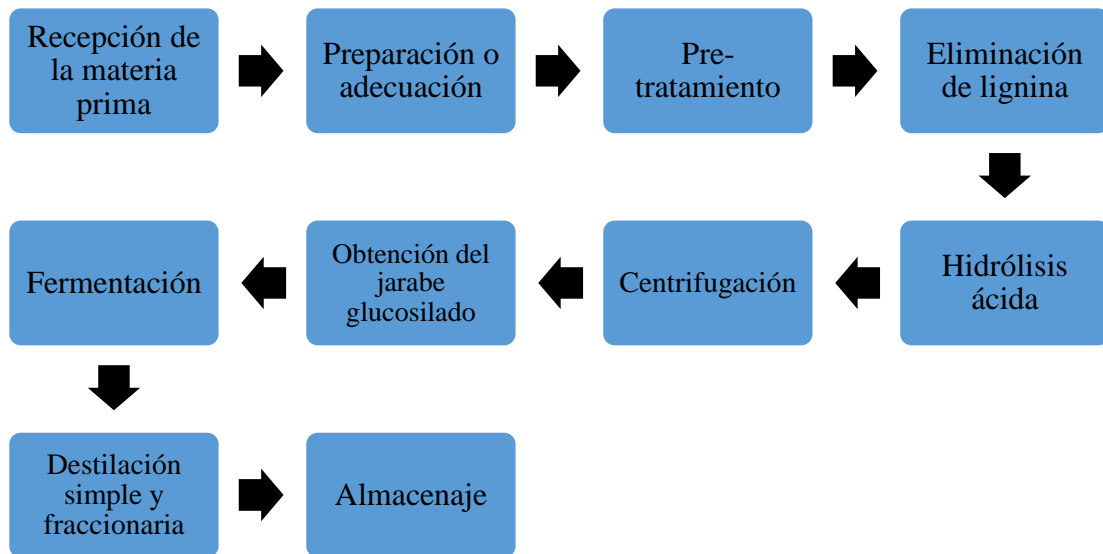 Recepción de
la materia
prima
Preparación o
adecuación
Pre-
tratamiento
Eliminación
de lignina
Hidrólisis
ácida
Centrifugación
Obtención del
jarabe
glucosilado
Fermentación
Destilación
simple y
fraccionaria
Almacenaje